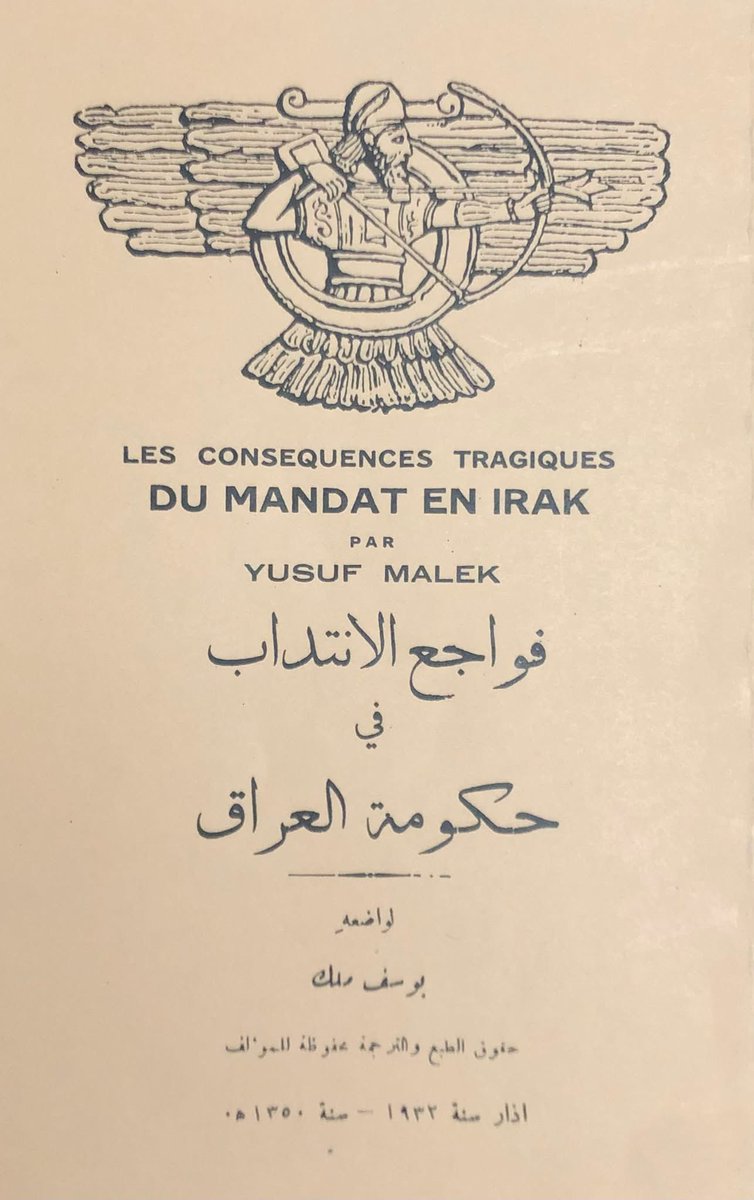 LES CONSEQUENCES TRAGIQUES
DU MANDAT EN IRAK
PAR
YUSUF MALEK
فواجع الانتداب
في
حكومة العراق
لواضعهِ
يوسف ملك
حقوق الطبع والترجمة محفوظة للمؤلف
اذار سنة ١٩٣٢ – سنة ١٣٥٠ هـ